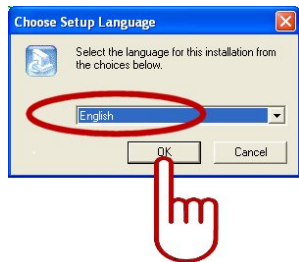 Choose Setup Language
Select the language for this installation from
the choices below.
English
OK
Cancel